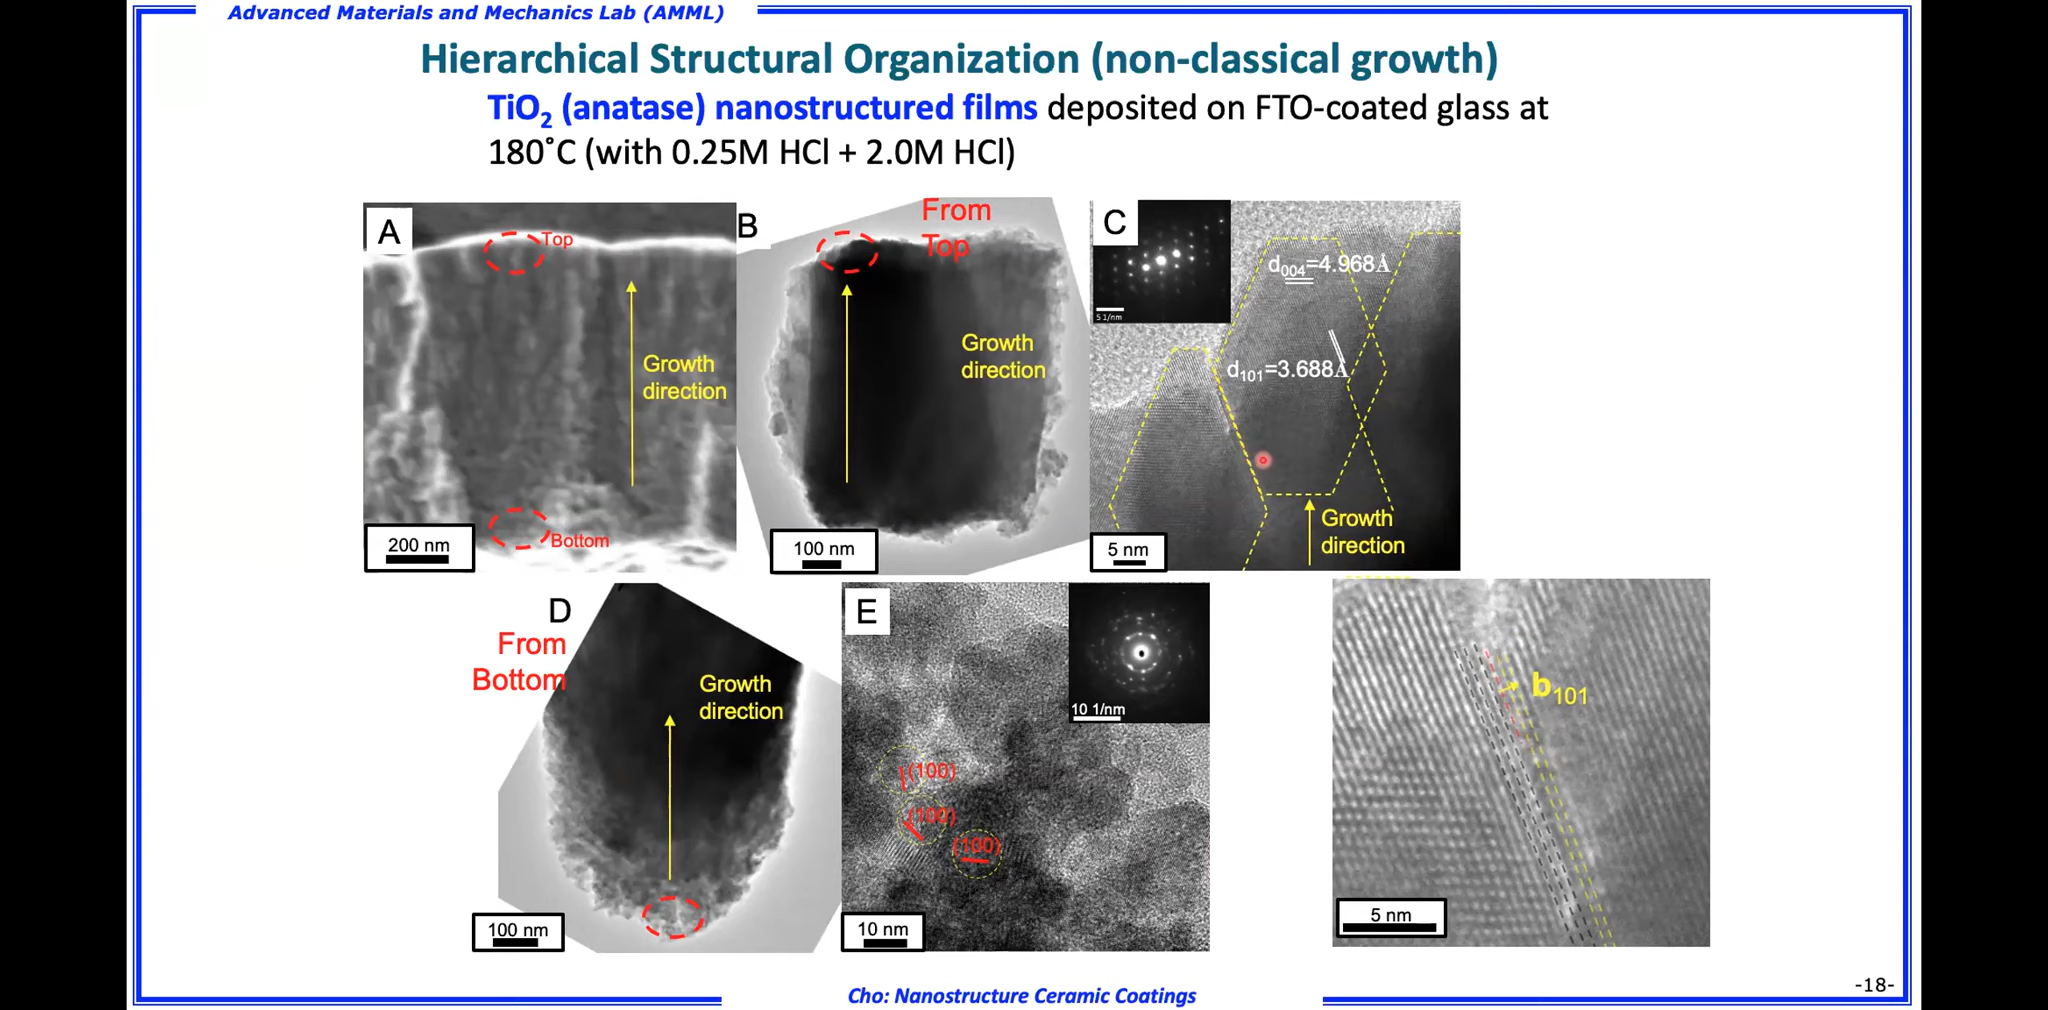 Advanced Materials and Mechanics Lab (AMML)
Hierarchical Structural Organization (non-classical growth)
TiO₂ (anatase) nanostructured films deposited on FTO-coated glass at
180˚C (with 0.25M HCl + 2.0M HCl)
A
Top
Growth
direction
Bottom
200 nm
B
From
Top
Growth
direction
100 nm
C
5 1/nm
d₀₀₄=4.968Å
d₁₀₁=3.688Å
Growth
direction
5 nm
D
From
Bottom
Growth
direction
100 nm
E
10 1/nm
(100)
(100)
(100)
10 nm
b₁₀₁
5 nm
Cho: Nanostructure Ceramic Coatings
-18-